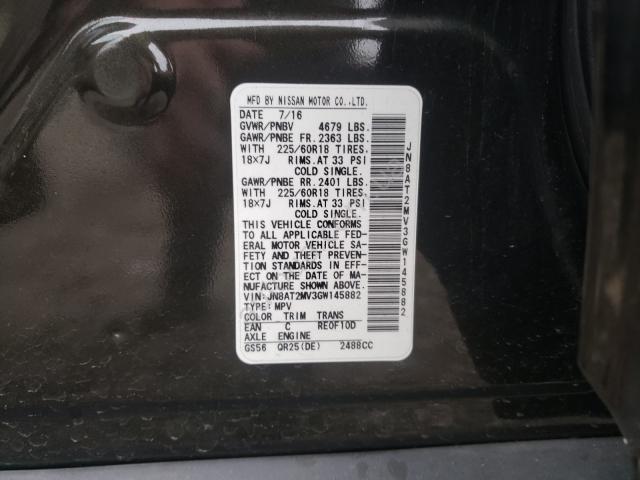 MFD BY NISSAN MOTOR CO.,LTD.
DATE 7/16
GVWR/PNBV 4679 LBS.
GAWR/PNBE FR. 2363 LBS.
WITH 225/60R18 TIRES.
18×7J RIMS.AT 33 PSI
COLD SINGLE.
GAWR/PNBE RR. 2401 LBS.
WITH 225/60R18 TIRES.
18×7J RIMS.AT 33 PSI
COLD SINGLE.
THIS VEHICLE CONFORMS
TO ALL APPLICABLE FED-
ERAL MOTOR VEHICLE SA-
FETY AND THEFT PREVEN-
TION STANDARDS IN EFF-
ECT ON THE DATE OF MA-
NUFACTURE SHOWN ABOVE.
VIN:JN8AT2MV3GW145882
TYPE:MPV
COLOR TRIM TRANS
EAN C RE0F10D
AXLE ENGINE
GS56 QR25(DE) 2488CC
JN8AT2MV3GW145882